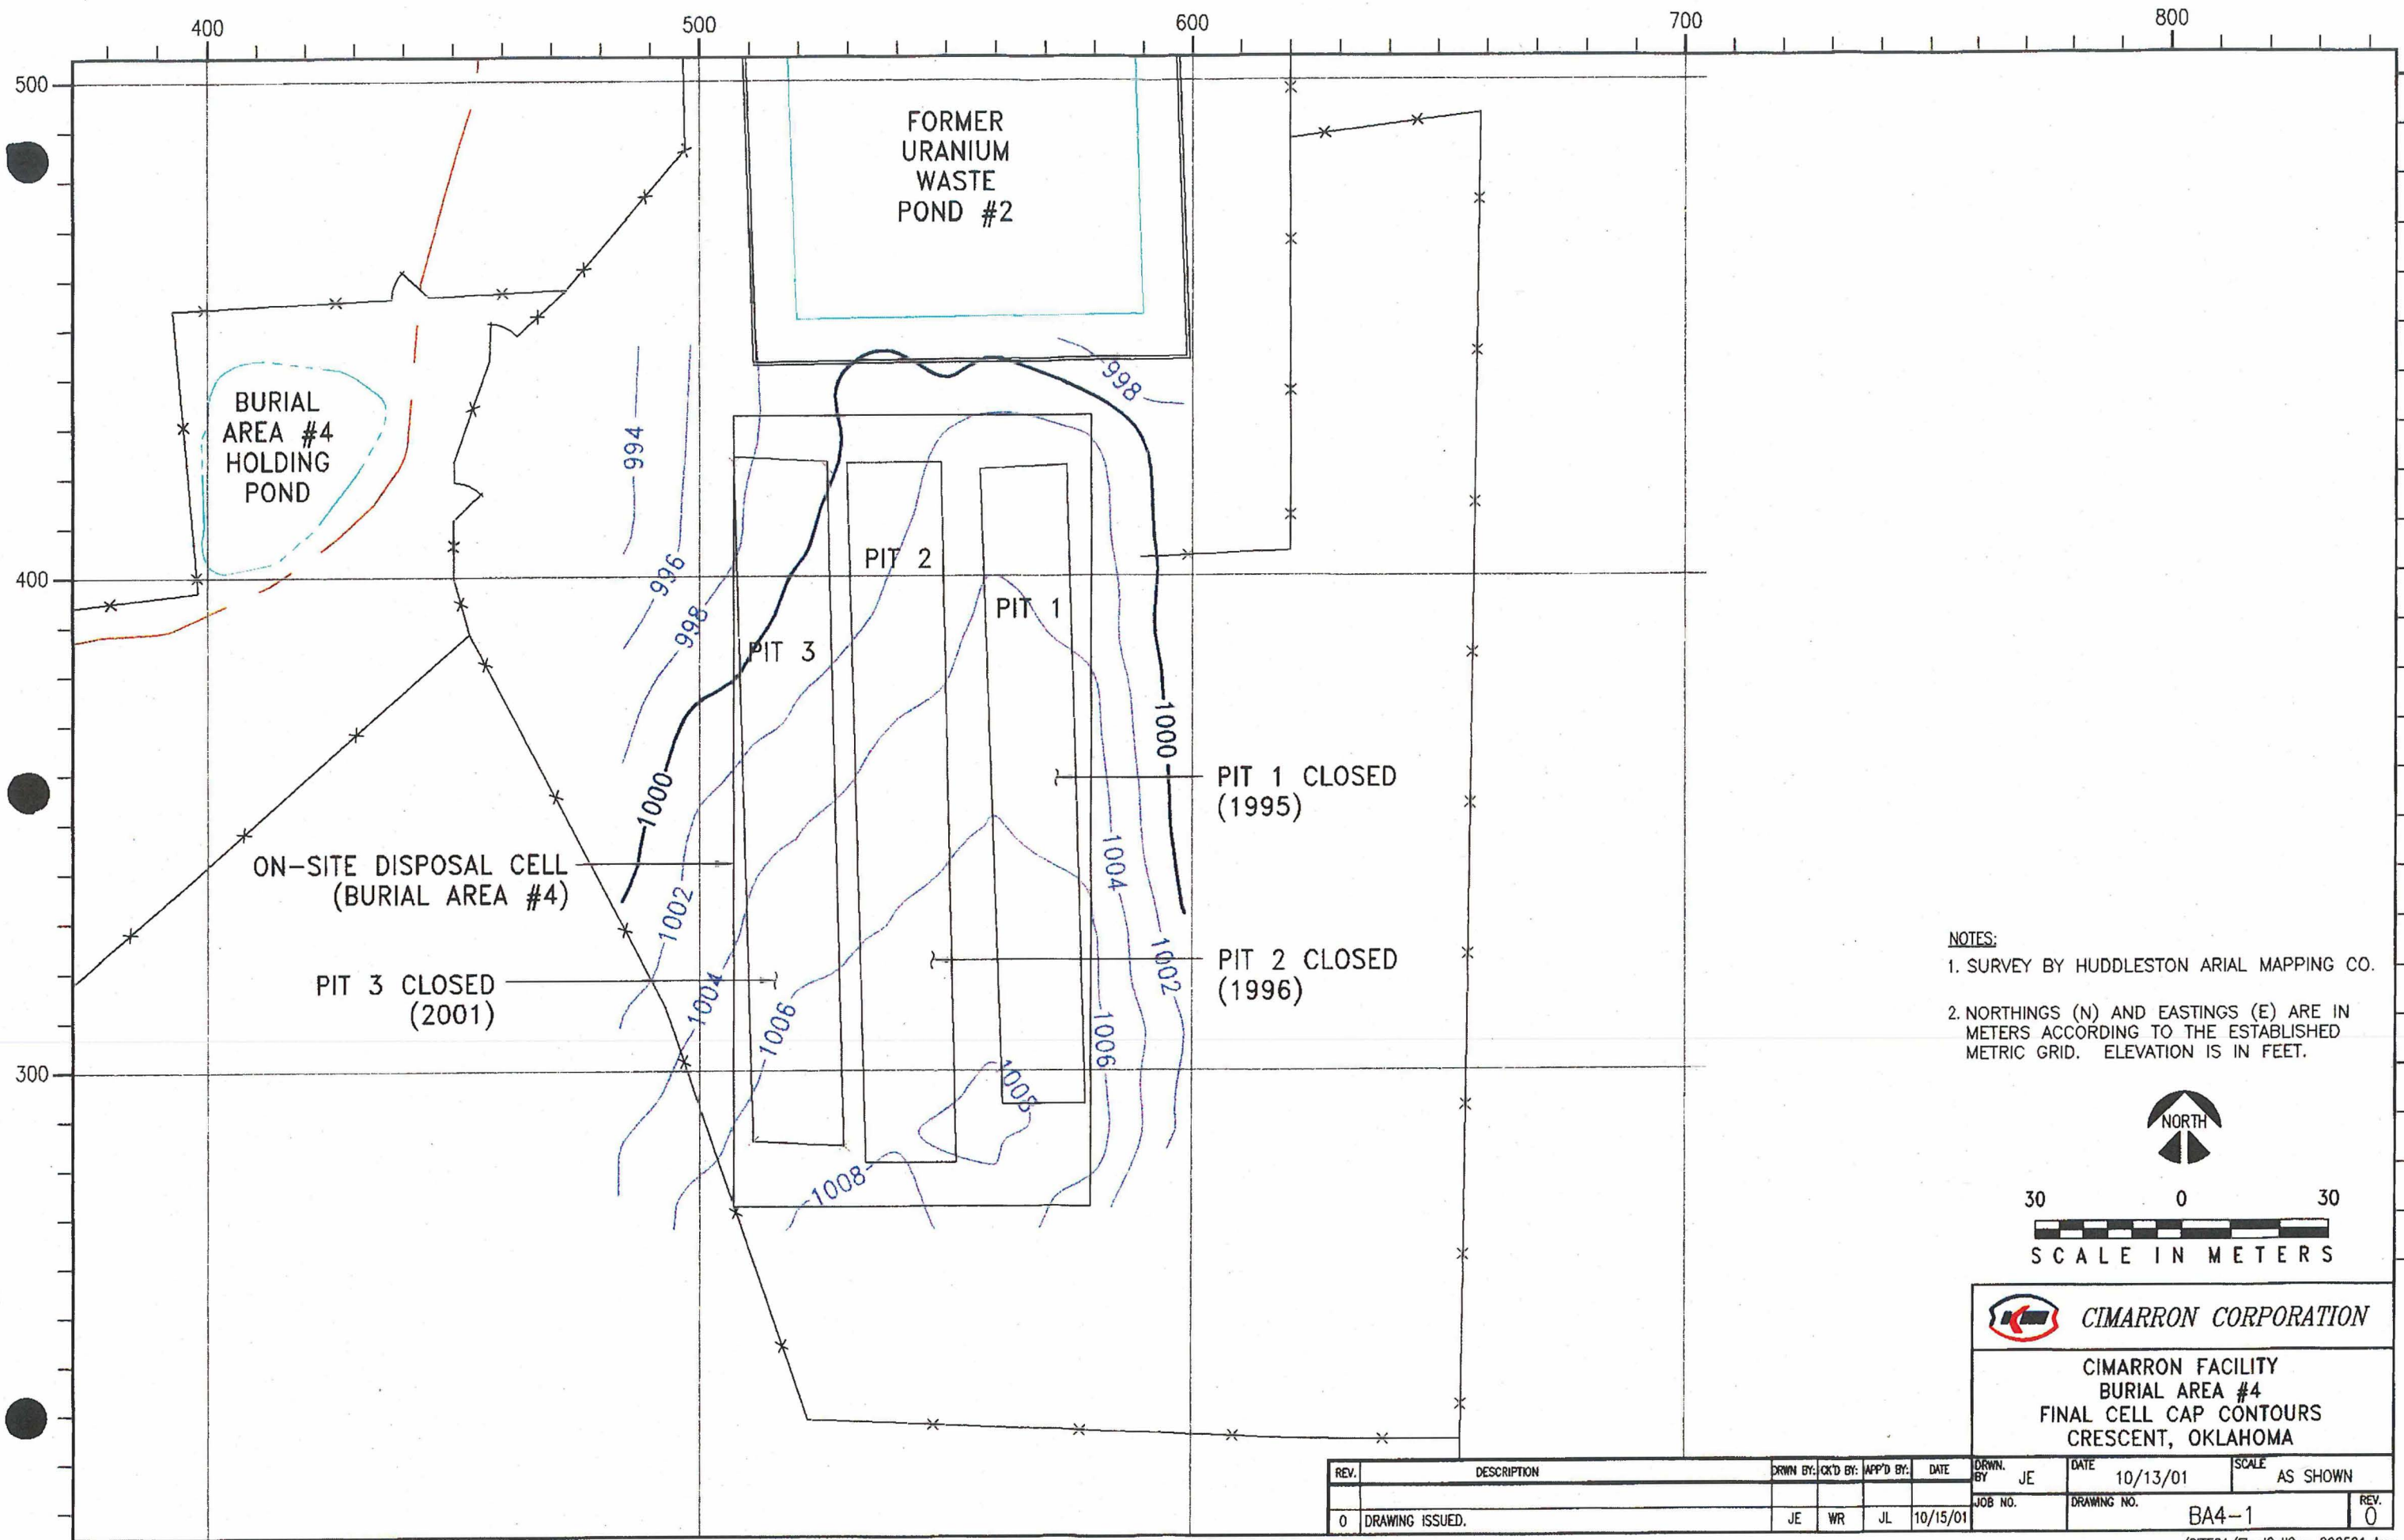 400 500 600 700 800
500
400
300
FORMER
URANIUM
WASTE
POND #2
BURIAL
AREA #4
HOLDING
POND
994
996
998
998
1000
1000
1002
1002
1004
1004
1006
1006
1008
1008
PIT 2
PIT 1
PIT 3
PIT 1 CLOSED
(1995)
ON-SITE DISPOSAL CELL
(BURIAL AREA #4)
PIT 2 CLOSED
(1996)
PIT 3 CLOSED
(2001)
NOTES:
1. SURVEY BY HUDDLESTON ARIAL MAPPING CO.
2. NORTHINGS (N) AND EASTINGS (E) ARE IN
METERS ACCORDING TO THE ESTABLISHED
METRIC GRID. ELEVATION IS IN FEET.
NORTH
30 0 30
SCALE IN METERS
CIMARRON CORPORATION
CIMARRON FACILITY
BURIAL AREA #4
FINAL CELL CAP CONTOURS
CRESCENT, OKLAHOMA
REV. DESCRIPTION DRWN BY: CK'D BY: APP'D BY: DATE
0 DRAWING ISSUED. JE WR JL 10/15/01
DRWN. BY JE DATE 10/13/01 SCALE AS SHOWN
JOB NO. DRAWING NO. BA4-1 REV. 0